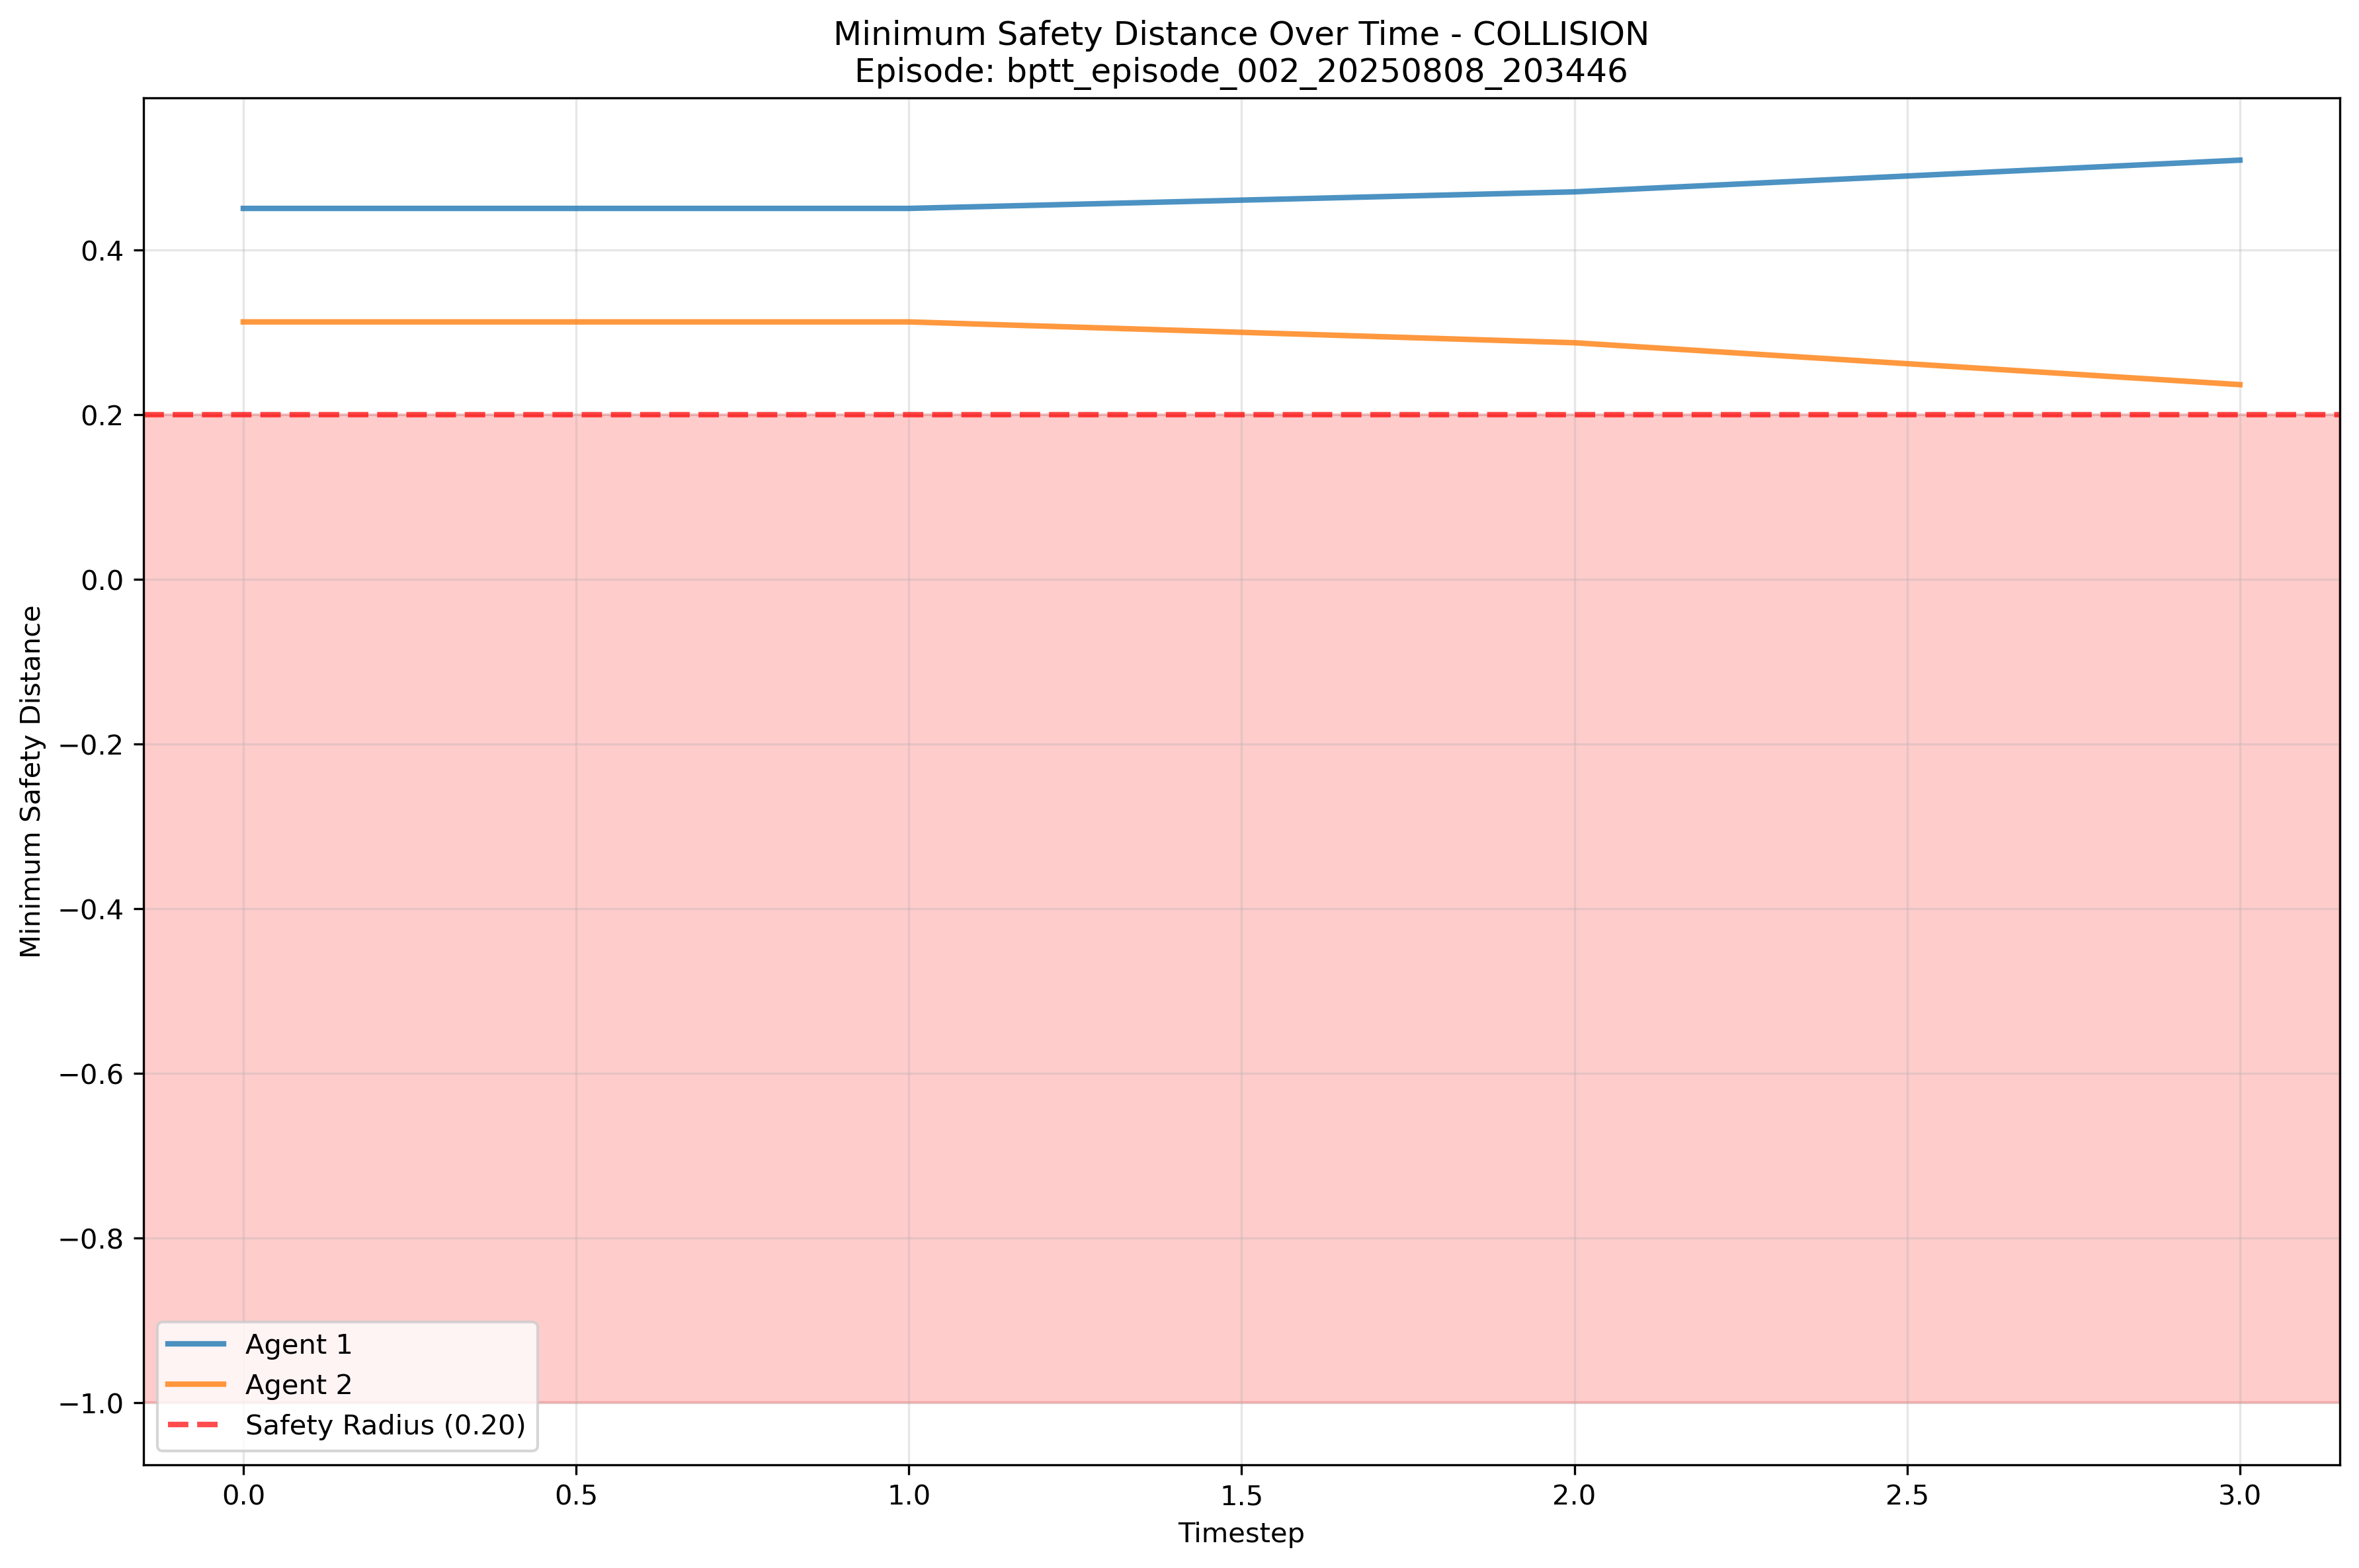 Minimum Safety Distance Over Time - COLLISION
Episode: bptt_episode_002_20250808_203446
Minimum Safety Distance
0.4
0.2
0.0
−0.2
−0.4
−0.6
−0.8
−1.0
Agent 1
Agent 2
Safety Radius (0.20)
0.0 0.5 1.0 1.5 2.0 2.5 3.0
Timestep